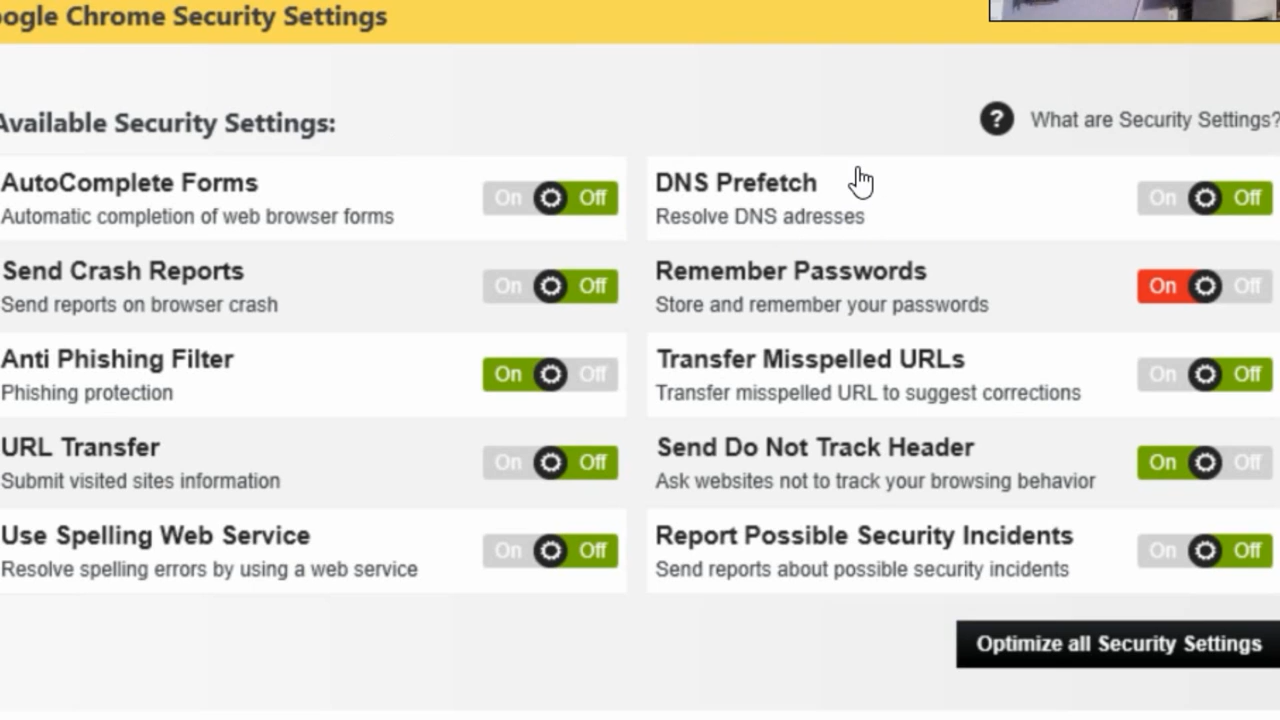 ogle Chrome Security Settings
Available Security Settings:
? What are Security Settings?
AutoComplete Forms
Automatic completion of web browser forms
On Off
DNS Prefetch
Resolve DNS adresses
On Off
Send Crash Reports
Send reports on browser crash
On Off
Remember Passwords
Store and remember your passwords
On Off
Anti Phishing Filter
Phishing protection
On Off
Transfer Misspelled URLs
Transfer misspelled URL to suggest corrections
On Off
URL Transfer
Submit visited sites information
On Off
Send Do Not Track Header
Ask websites not to track your browsing behavior
On Off
Use Spelling Web Service
Resolve spelling errors by using a web service
On Off
Report Possible Security Incidents
Send reports about possible security incidents
On Off
Optimize all Security Settings